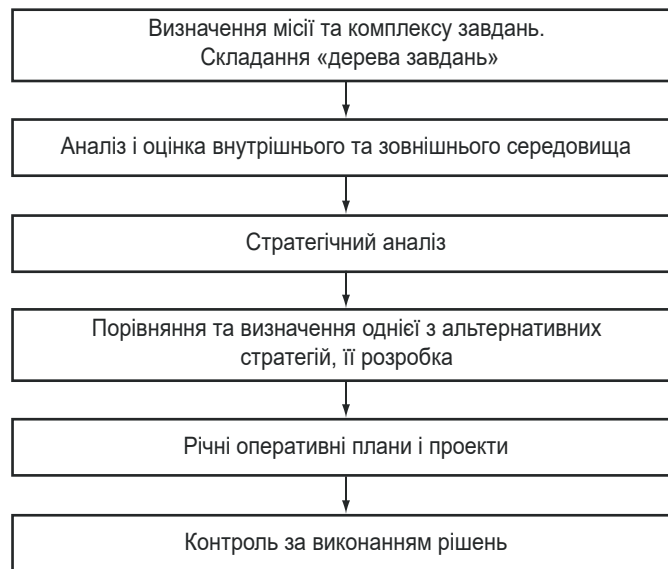 Визначення місії та комплексу завдань.
Складання «дерева завдань»
Аналіз і оцінка внутрішнього та зовнішнього середовища
Стратегічний аналіз
Порівняння та визначення однієї з альтернативних
стратегій, її розробка
Річні оперативні плани і проекти
Контроль за виконанням рішень